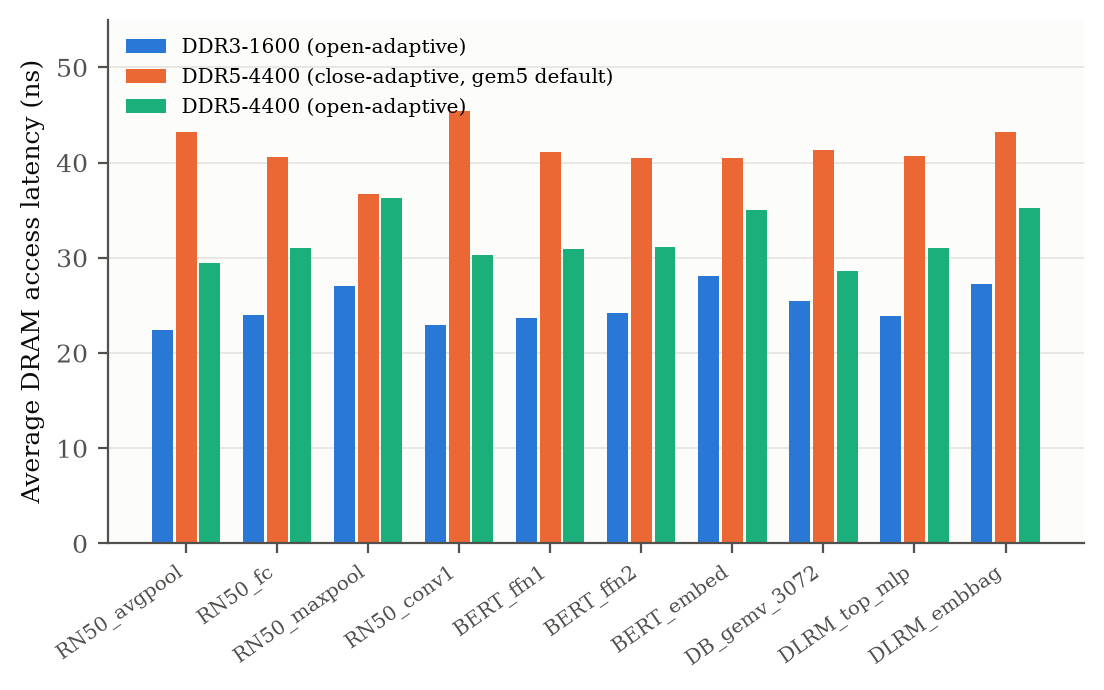 DDR3-1600 (open-adaptive)
DDR5-4400 (close-adaptive, gem5 default)
DDR5-4400 (open-adaptive)
Average DRAM access latency (ns)
50
40
30
20
10
0
RN50_avgpool
RN50_fc
RN50_maxpool
RN50_conv1
BERT_ffn1
BERT_ffn2
BERT_embed
DB_gemv_3072
DLRM_top_mlp
DLRM_embbag